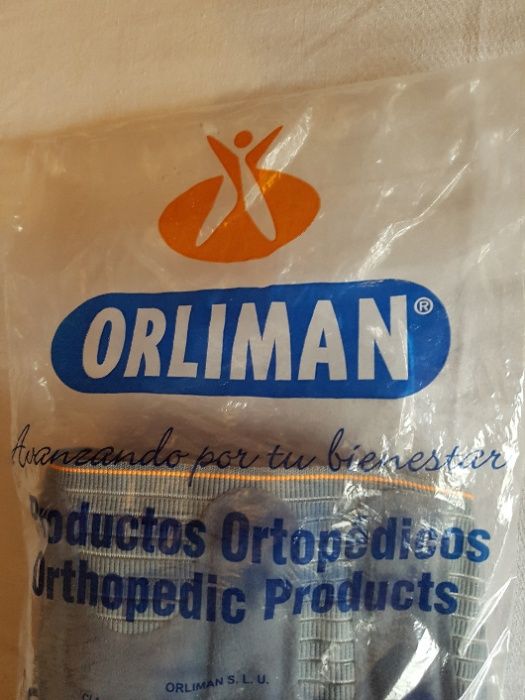 ORLIMAN®
Avanzando por tu bienestar
Productos Ortopédicos
Orthopedic Products
ORLIMAN S. L. U.